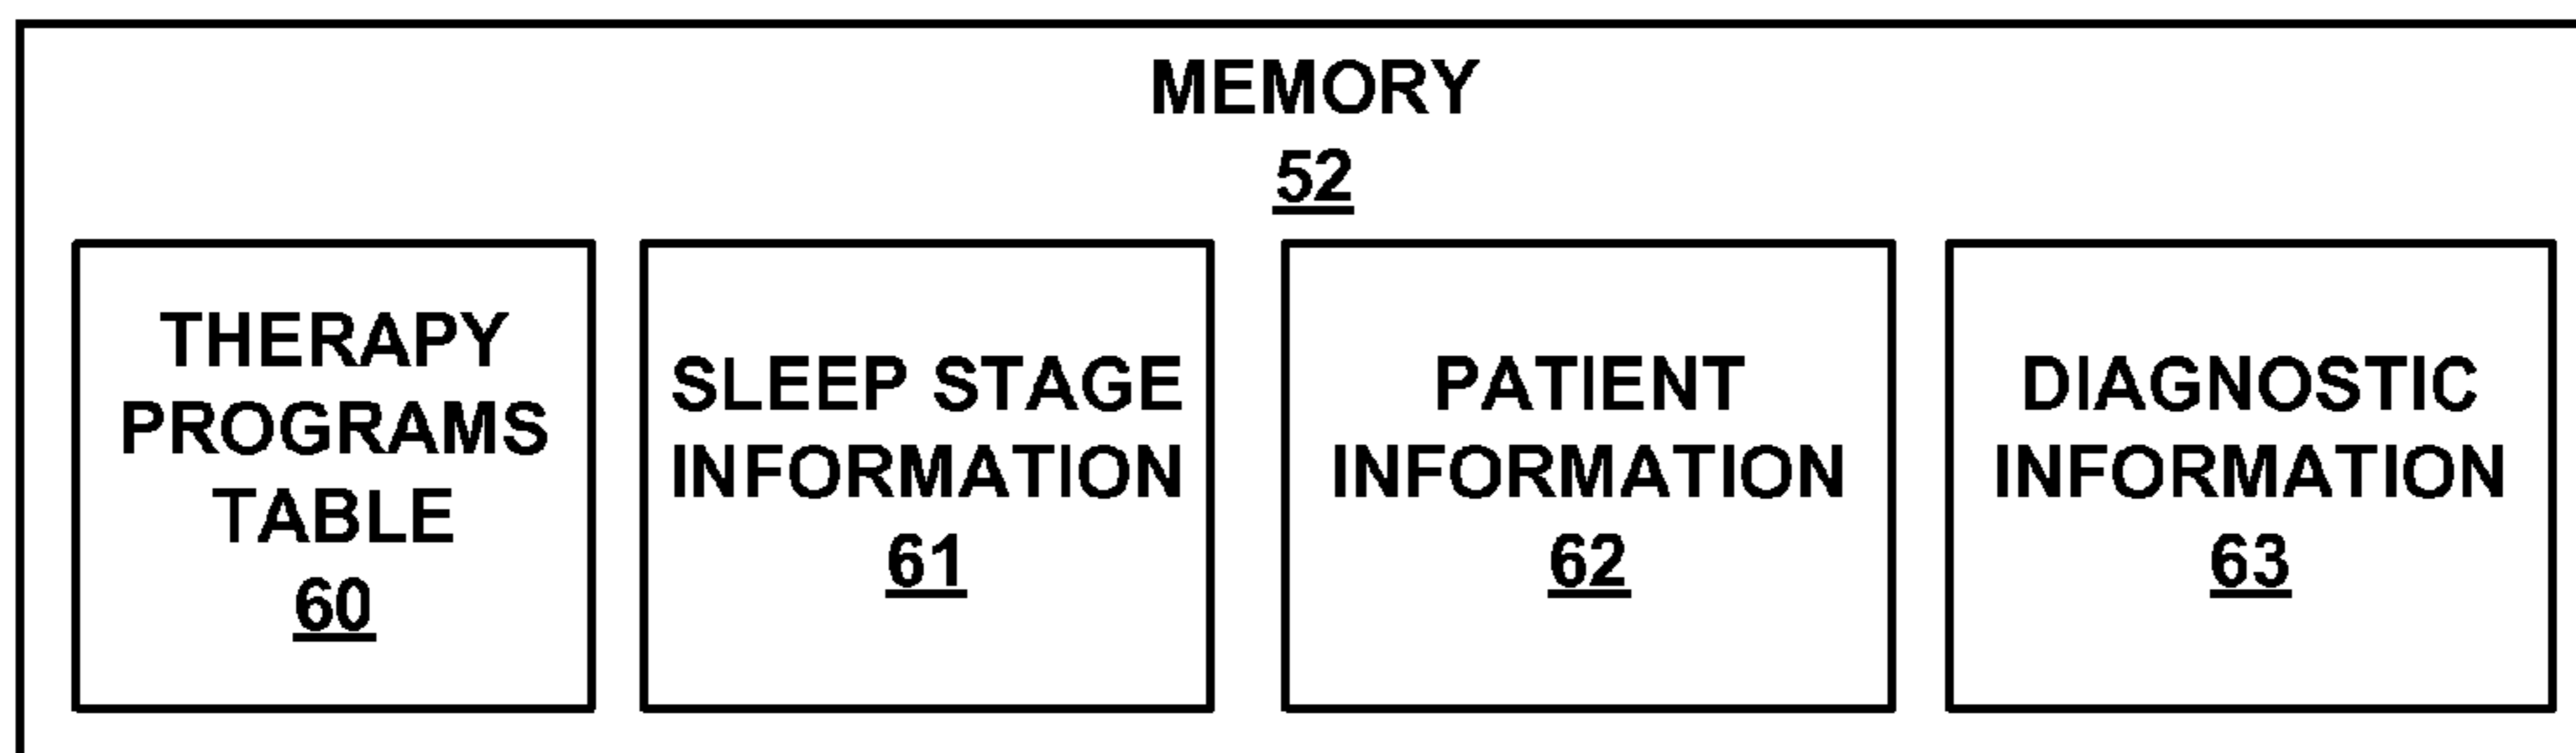 MEMORY
52
THERAPY
PROGRAMS
TABLE
60
SLEEP STAGE
INFORMATION
61
PATIENT
INFORMATION
62
DIAGNOSTIC
INFORMATION
63